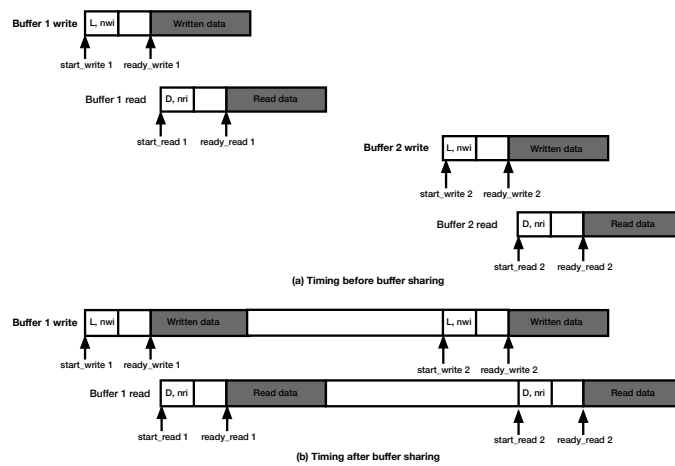 Buffer 1 write L, nwi Written data
start_write 1 ready_write 1
Buffer 1 read D, nri Read data
start_read 1 ready_read 1
Buffer 2 write L, nwi Written data
start_write 2 ready_write 2
Buffer 2 read D, nri Read data
start_read 2 ready_read 2
(a) Timing before buffer sharing
Buffer 1 write L, nwi Written data L, nwi Written data
start_write 1 ready_write 1 start_write 2 ready_write 2
Buffer 1 read D, nri Read data D, nri Read data
start_read 1 ready_read 1 start_read 2 ready_read 2
(b) Timing after buffer sharing